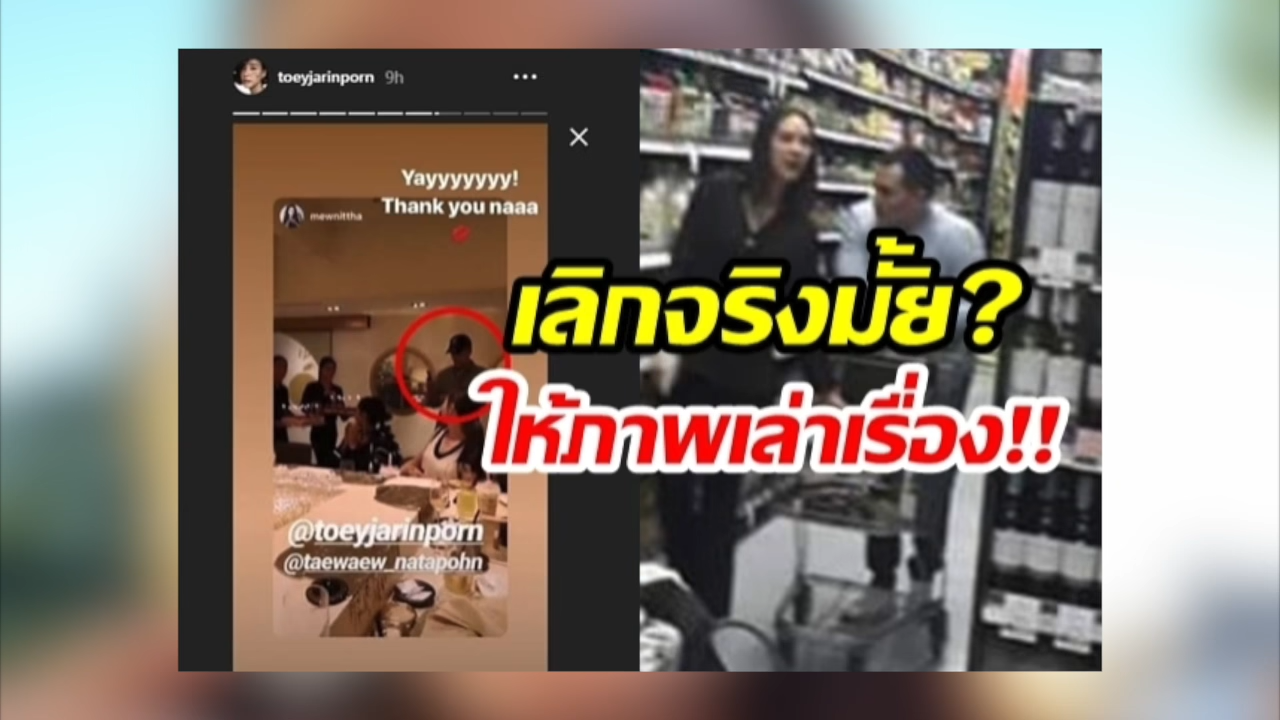 toeyjarinporn 9h
Yayyyyyyy!
Thank you naaa
mewnittha
@toeyjarinporn
@taewaew_natapohn
เลิกจริงมั้ย?
ให้ภาพเล่าเรื่อง!!